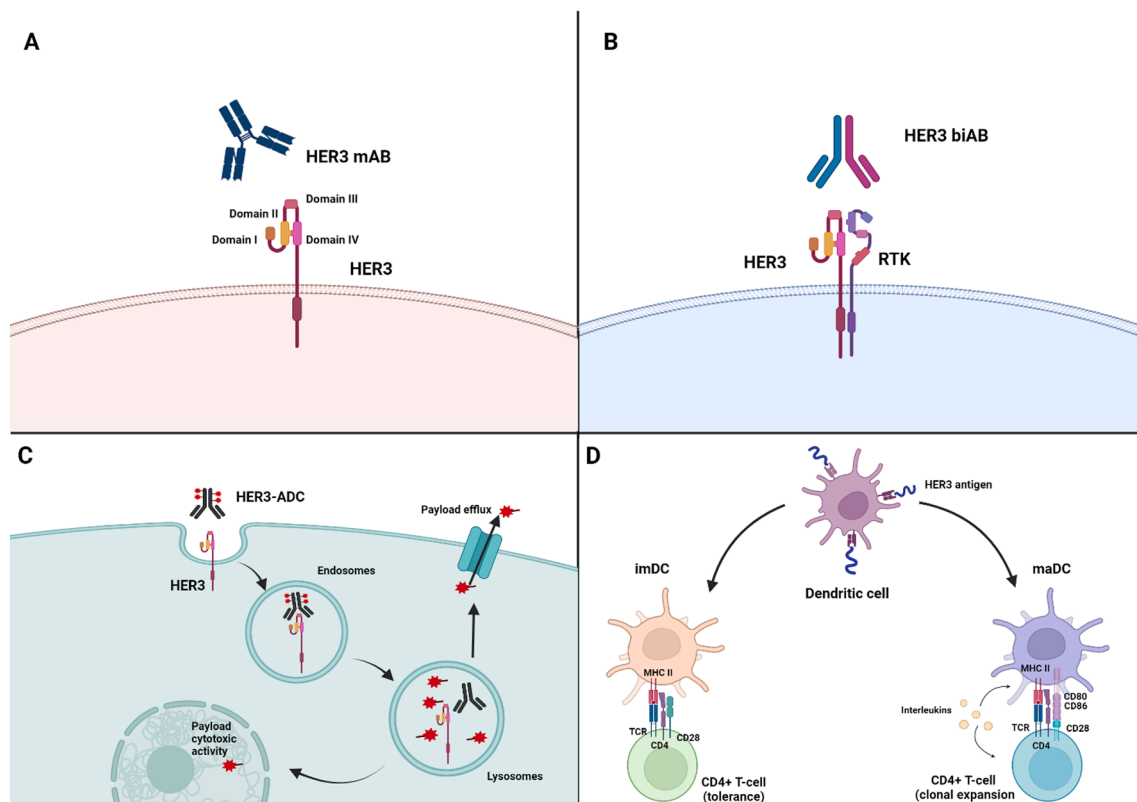 A
HER3 mAB
Domain III
Domain II
Domain I
Domain IV
HER3
B
HER3 biAB
HER3
RTK
C
HER3-ADC
HER3
Endosomes
Payload efflux
Payload
cytotoxic
activity
Lysosomes
D
HER3 antigen
Dendritic cell
imDC
maDC
MHC II
TCR
CD4
CD28
CD4+ T-cell
(tolerance)
MHC II
CD80
CD86
Interleukins
TCR
CD28
CD4
CD4+ T-cell
(clonal expansion